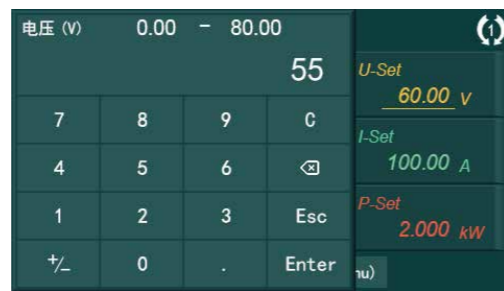 电压 (V) 0.00 - 80.00
55
7 8 9 C
4 5 6
1 2 3 Esc
+/- 0 . Enter
1
U-Set
60.00 V
I-Set
100.00 A
P-Set
2.000 kW
nu)